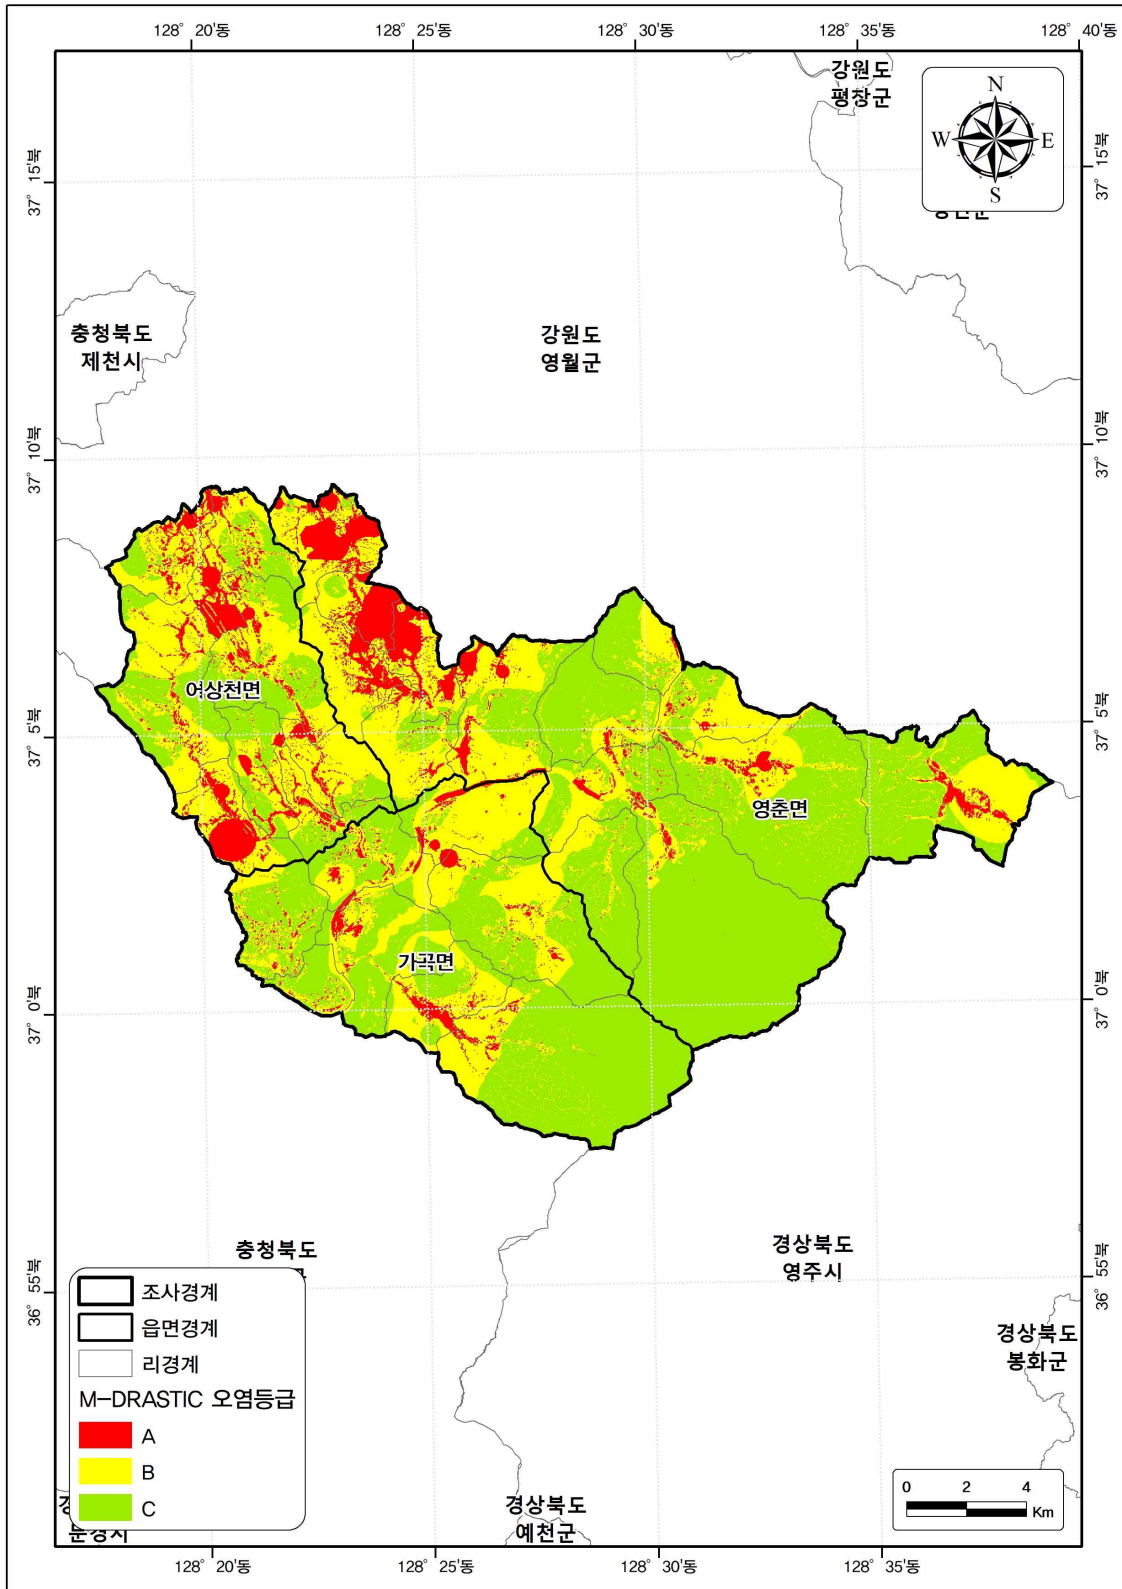 128° 20'동
128° 25'동
128° 30'동
128° 35'동
128° 40'동
강원도
평창군
N
W
E
S
37° 15'북
37° 15'북
충청북도
제천시
강원도
영월군
37° 10'북
37° 10'북
어상천면
37° 5'북
37° 5'북
영춘면
가곡면
37° 0'북
37° 0'북
충청북도
경상북도
영주시
36° 55'북
36° 55'북
조사경계
읍면경계
리경계
M-DRASTIC 오염등급
A
B
C
경상북도
봉화군
경상북도
예천군
문경시
0 2 4
Km
128° 20'동
128° 25'동
128° 30'동
128° 35'동